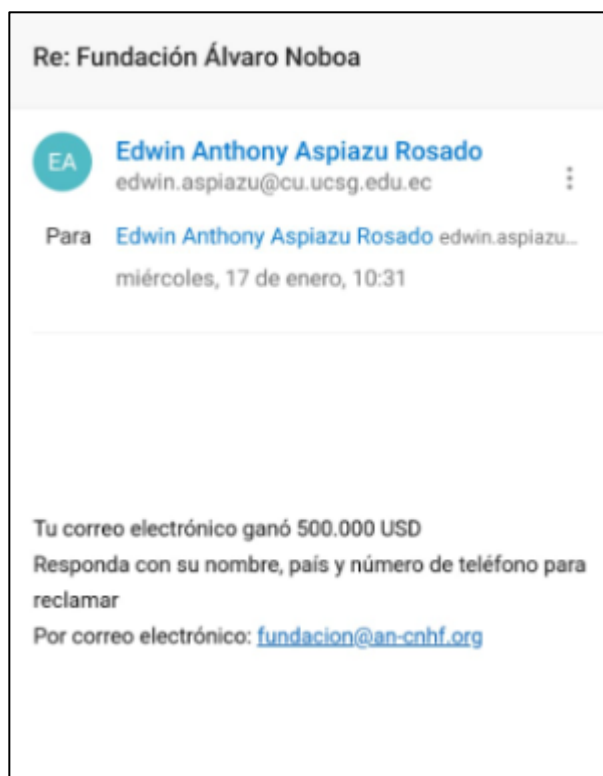 Re: Fundación Álvaro Noboa
EA
Edwin Anthony Aspiazu Rosado
edwin.aspiazu@cu.ucsg.edu.ec
Para Edwin Anthony Aspiazu Rosado edwin.aspiazu...
miércoles, 17 de enero, 10:31
Tu correo electrónico ganó 500.000 USD
Responda con su nombre, país y número de teléfono para
reclamar
Por correo electrónico: fundacion@an-cnhf.org